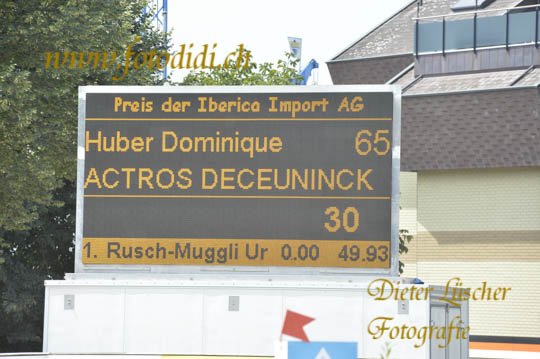 www.fotodidi.ch
Preis der Iberica Import AG
Huber Dominique 65
ACTROS DECEUNINCK
30
1. Rusch-Muggli Ur 0.00 49.93
Dieter Lüscher
Fotografie